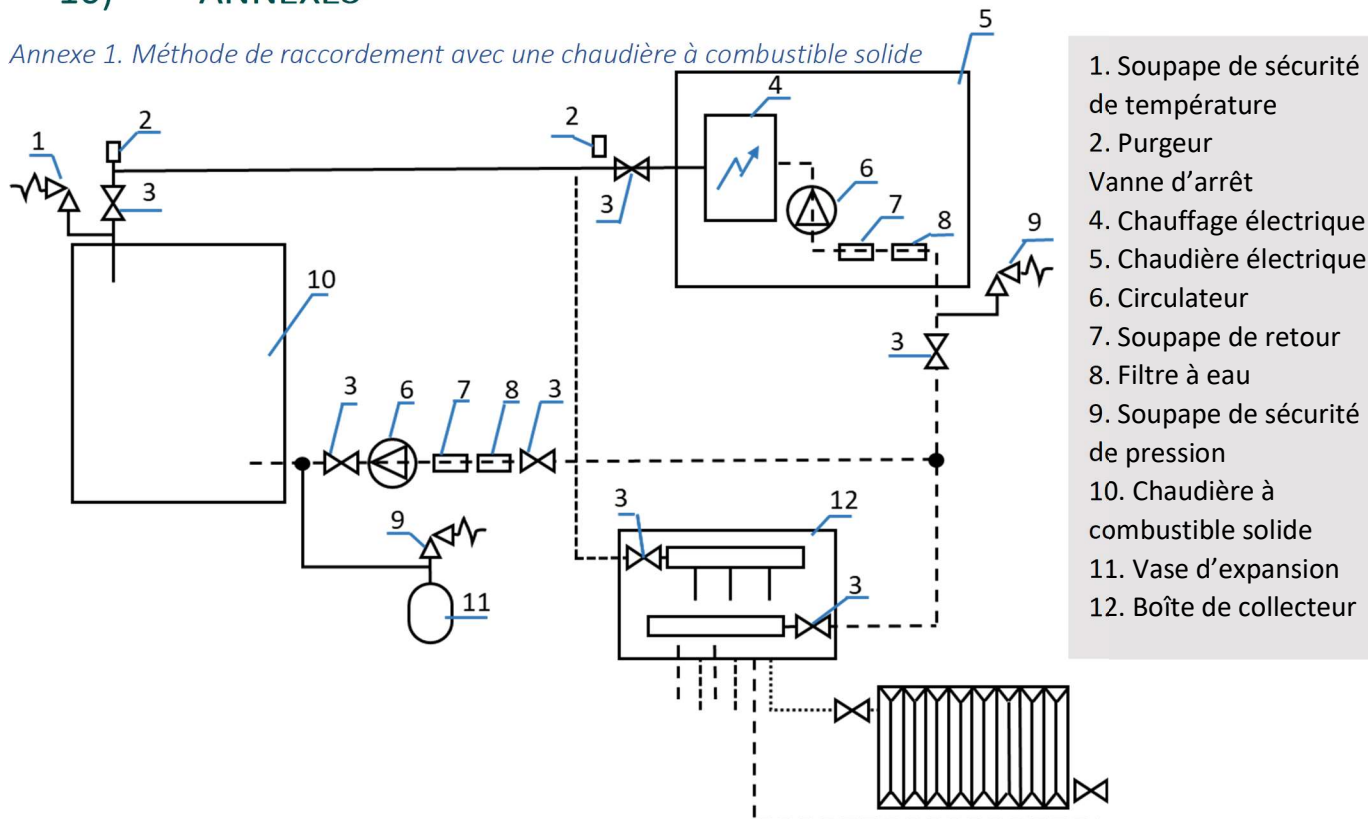 10) ANNEXES
Annexe 1. Méthode de raccordement avec une chaudière à combustible solide
5
4
2
2
1
3
3
6
7
8
9
10
3
3
6
7
8
3
3
12
9
3
11
1. Soupape de sécurité
de température
2. Purgeur
Vanne d’arrêt
4. Chauffage électrique
5. Chaudière électrique
6. Circulateur
7. Soupape de retour
8. Filtre à eau
9. Soupape de sécurité
de pression
10. Chaudière à
combustible solide
11. Vase d’expansion
12. Boîte de collecteur